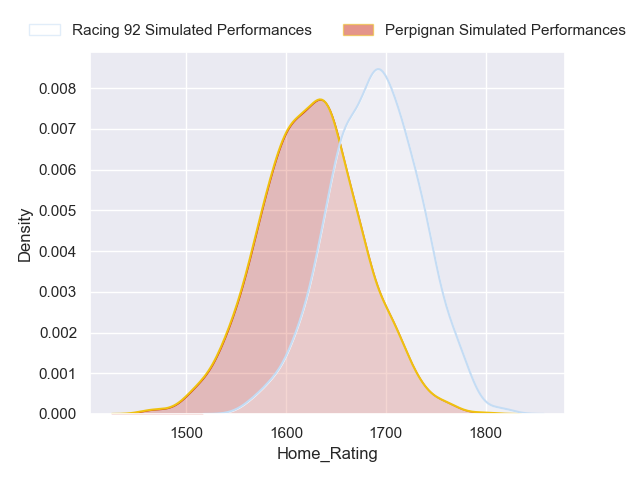 Racing 92 Simulated Performances Perpignan Simulated Performances
0.008
0.007
0.006
0.005
0.004
0.003
0.002
0.001
0.000
Density
1500 1600 1700 1800
Home_Rating